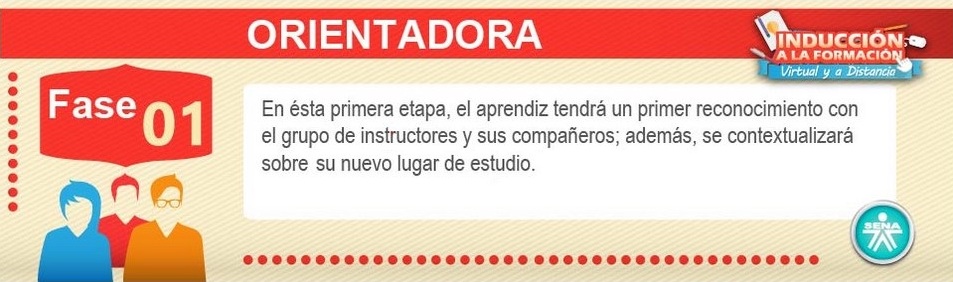 ORIENTADORA
INDUCCIÓN
A LA FORMACIÓN
Virtual y a Distancia
Fase 01
En ésta primera etapa, el aprendiz tendrá un primer reconocimiento con
el grupo de instructores y sus compañeros; además, se contextualizará
sobre su nuevo lugar de estudio.
SENA